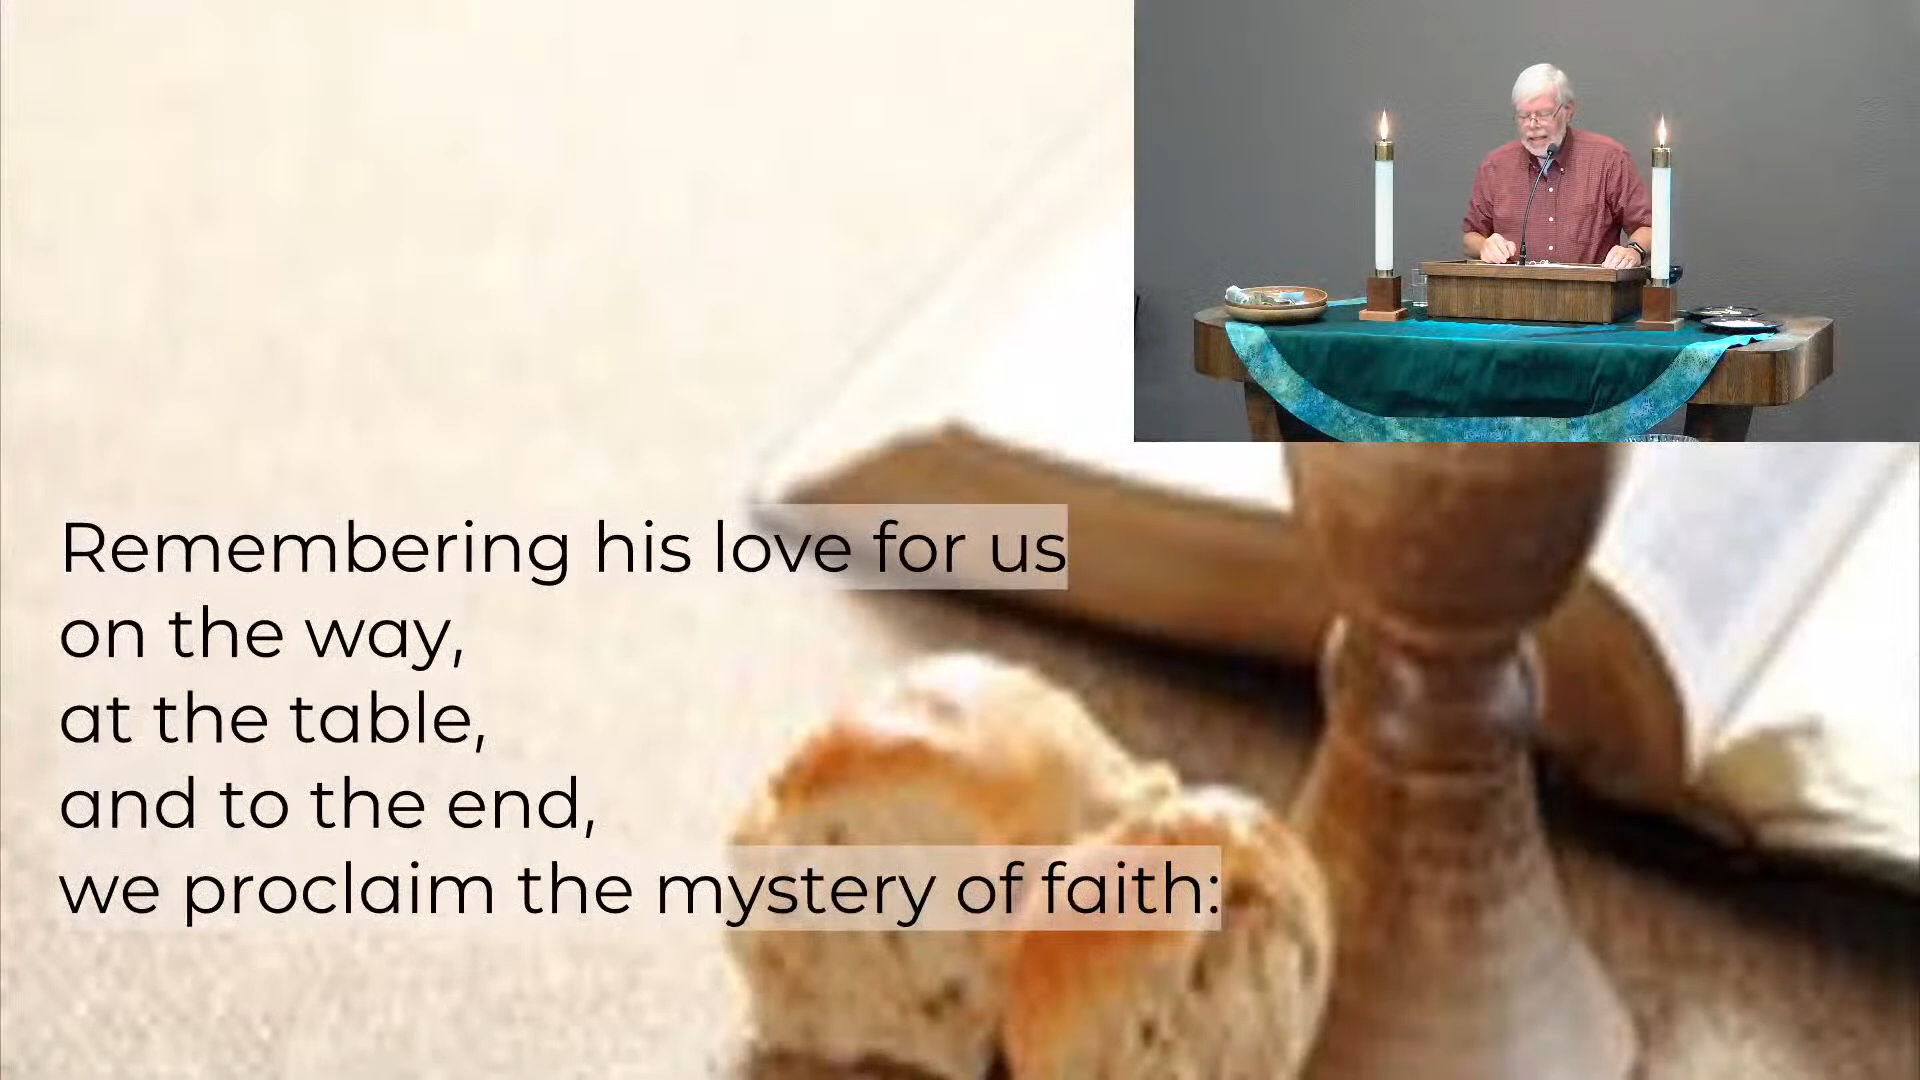 Remembering his love for us
on the way,
at the table,
and to the end,
we proclaim the mystery of faith: